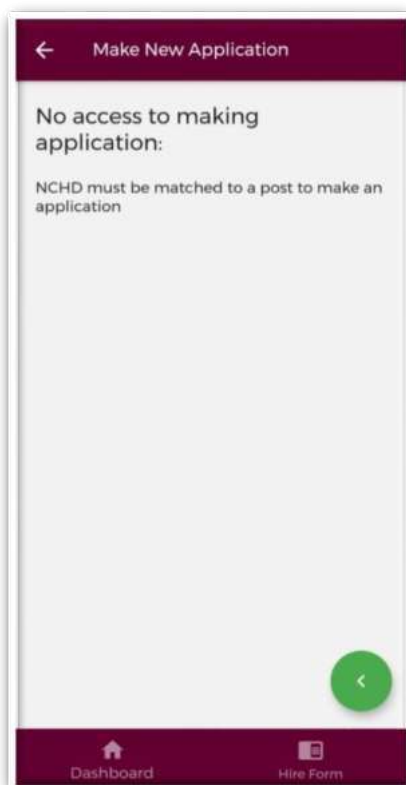 Make New Application
No access to making
application:
NCHD must be matched to a post to make an
application
Dashboard
Hire Form